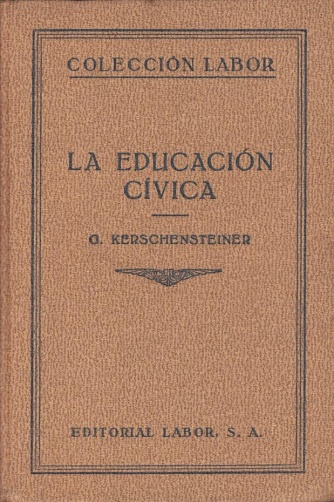 COLECCIÓN LABOR
LA EDUCACIÓN
CÍVICA
G. KERSCHENSTEINER
EDITORIAL LABOR, S. A.